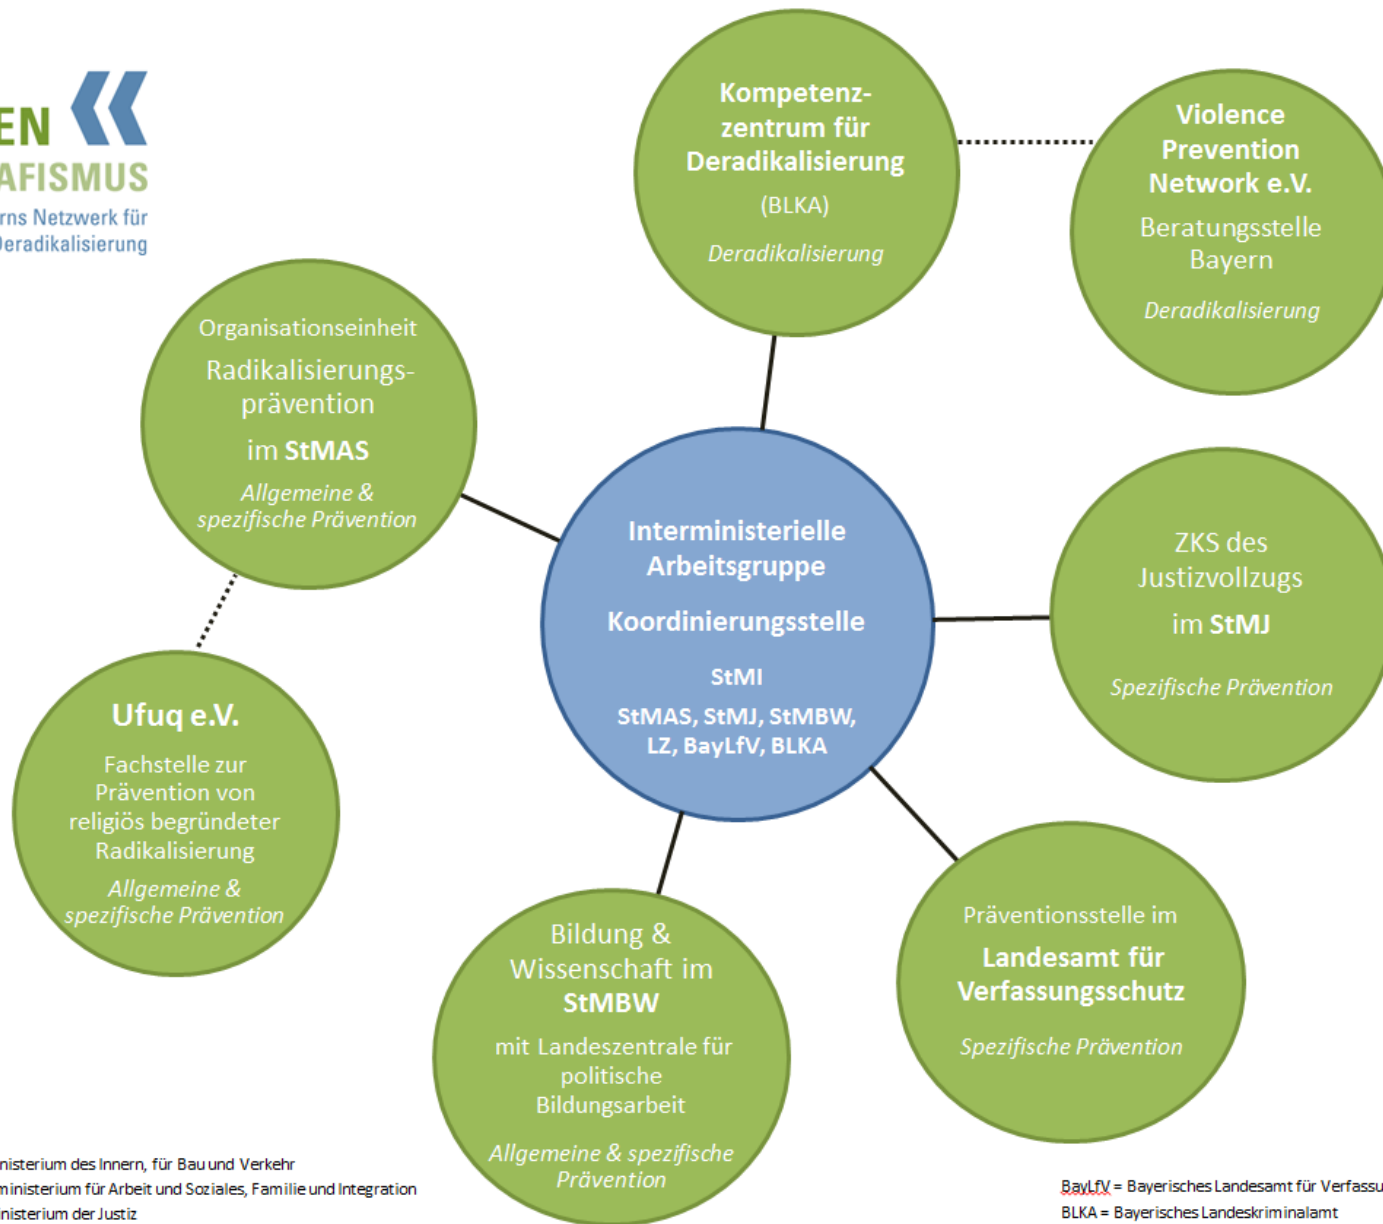 EN
AFISMUS
rns Netzwerk für
Deradikalisierung
Kompetenz-
zentrum für
Deradikalisierung
(BLKA)
Deradikalisierung
Violence
Prevention
Network e.V.
Beratungsstelle
Bayern
Deradikalisierung
Organisationseinheit
Radikalisierungs-
prävention
im StMAS
Allgemeine &
spezifische Prävention
Interministerielle
Arbeitsgruppe
Koordinierungsstelle
StMI
StMAS, StMJ, StMBW,
LZ, BayLfV, BLKA
ZKS des
Justizvollzugs
im StMJ
Spezifische Prävention
Ufuq e.V.
Fachstelle zur
Prävention von
religiös begründeter
Radikalisierung
Allgemeine &
spezifische Prävention
Bildung &
Wissenschaft im
StMBW
mit Landeszentrale für
politische
Bildungsarbeit
Allgemeine & spezifische
Prävention
Präventionsstelle im
Landesamt für
Verfassungsschutz
Spezifische Prävention
nisterium des Innern, für Bau und Verkehr
ministerium für Arbeit und Soziales, Familie und Integration
inisterium der Justiz
BayLfV = Bayerisches Landesamt für Verfassu
BLKA = Bayerisches Landeskriminalamt